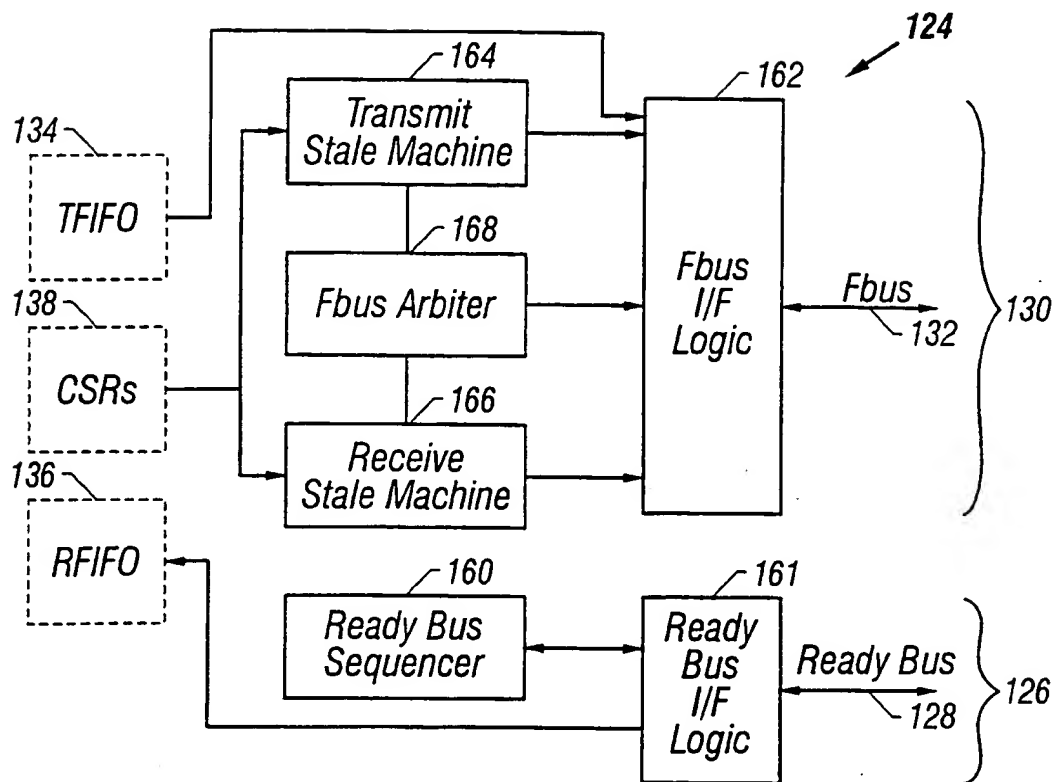 124
164
162
Transmit
Stale Machine
134
TFIFO
168
Fbus Arbiter
Fbus
I/F
Logic
Fbus
132
130
138
CSRs
166
Receive
Stale Machine
136
RFIFO
160
Ready Bus
Sequencer
161
Ready
Bus
I/F
Logic
Ready Bus
128
126